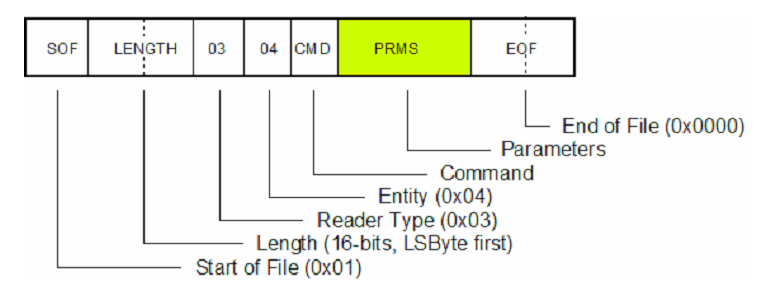 SOF LENGTH 03 04 CMD PRMS EOF
End of File (0x0000)
Parameters
Command
Entity (0x04)
Reader Type (0x03)
Length (16-bits, LSByte first)
Start of File (0x01)